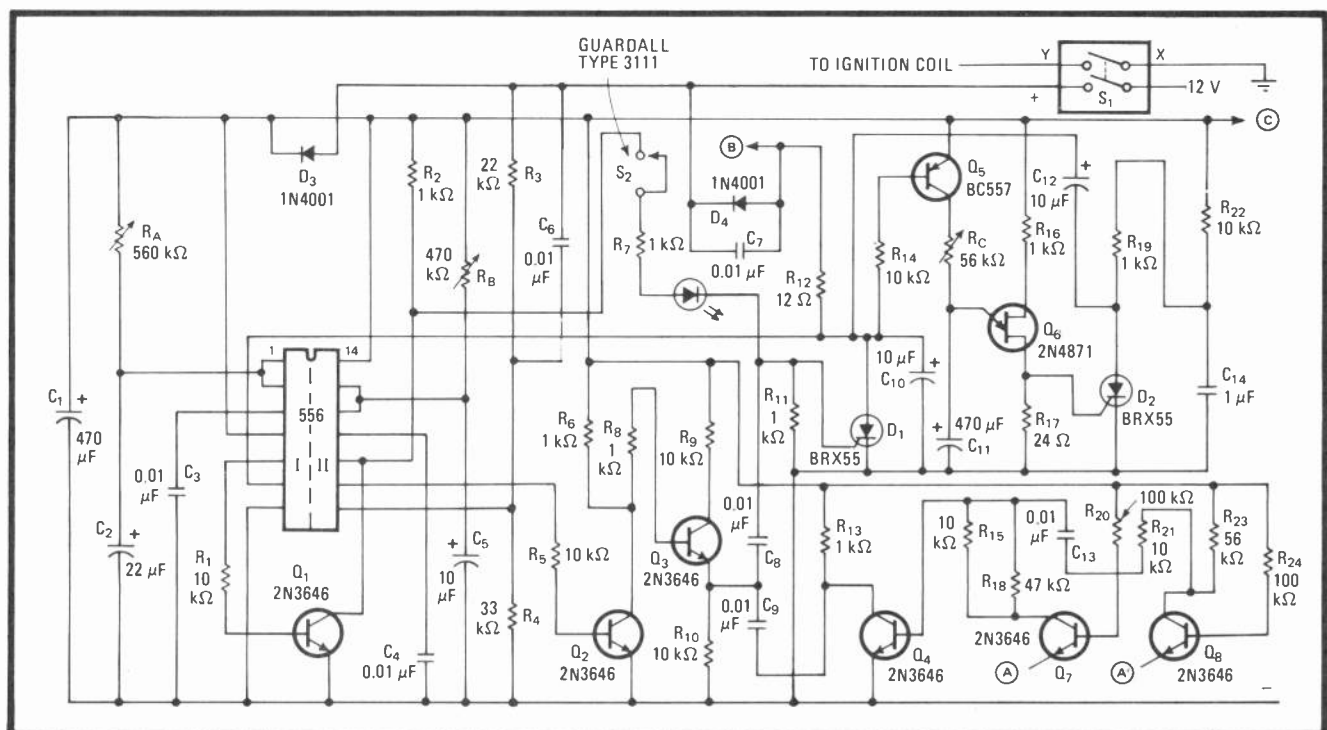 GUARDALL
TYPE 3111
TO IGNITION COIL
Y
X
+
S1
12 V
C
D3
1N4001
R2
1 kΩ
22
kΩ
R3
S2
B
1N4001
D4
Q5
BC557
C12
10 µF
+
RA
560 kΩ
470
kΩ
RB
C6
0.01
µF
R7
1 kΩ
C7
0.01 µF
R12
12 Ω
R14
10 kΩ
RC
56 kΩ
R16
1 kΩ
R19
1 kΩ
R22
10 kΩ
Q6
2N4871
1
14
556
I
II
C1
+
470
µF
0.01
µF
C3
C2
+
22 µF
R1
10
kΩ
Q1
2N3646
C4
0.01 µF
+
C5
10
µF
33
kΩ
R4
R5
10 kΩ
R6
1 kΩ
R8
1
kΩ
R9
10 kΩ
R11
1
kΩ
10 µF
C10
+
D1
BRX55
+
470 µF
C11
R17
24 Ω
D2
BRX55
C14
1 µF
Q3
2N3646
0.01
µF
C8
0.01
µF
C9
R10
10 kΩ
Q2
2N3646
R13
1 kΩ
Q4
2N3646
10
kΩ
R15
R18
47 kΩ
0.01
µF
C13
R20
100 kΩ
R21
10
kΩ
R23
56
kΩ
R24
100
kΩ
2N3646
A
Q7
A'
Q8
2N3646
−